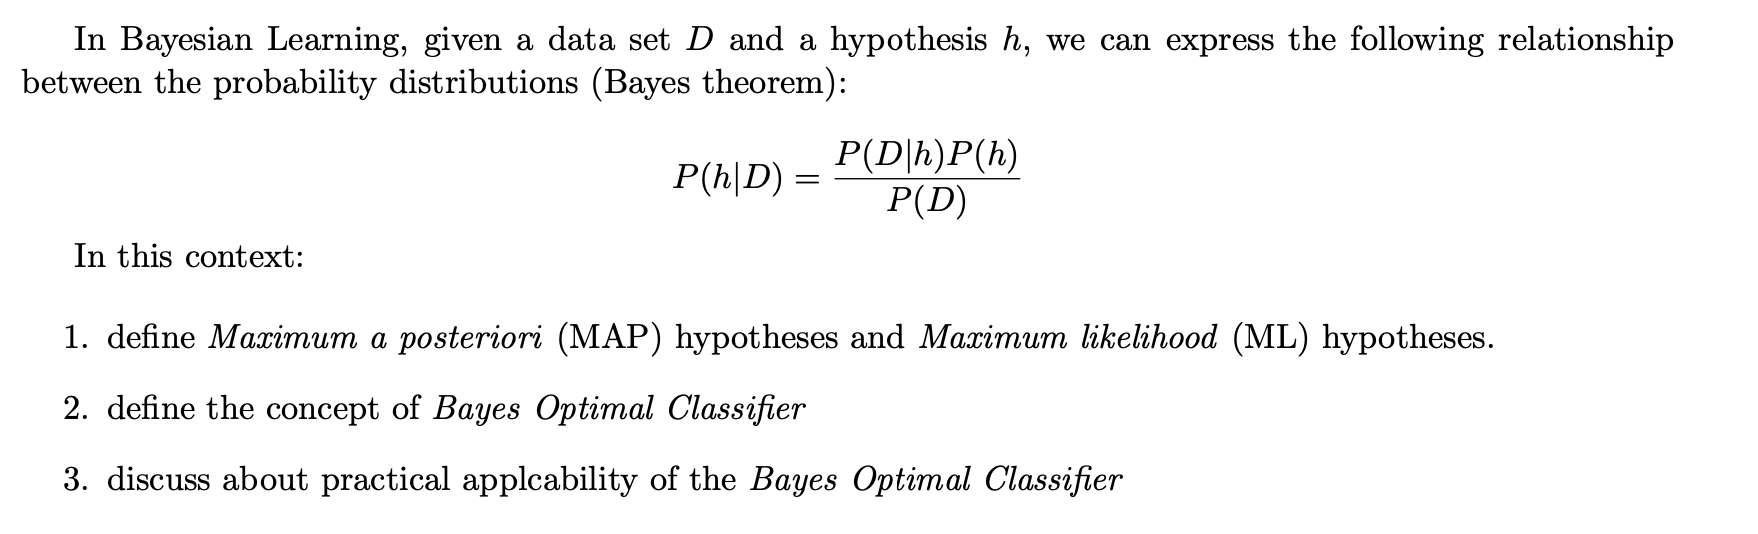 In Bayesian Learning, given a data set D and a hypothesis h, we can express the following relationship
between the probability distributions (Bayes theorem):
P(h|D) = P(D|h)P(h) / P(D)
In this context:
1. define Maximum a posteriori (MAP) hypotheses and Maximum likelihood (ML) hypotheses.
2. define the concept of Bayes Optimal Classifier
3. discuss about practical applcability of the Bayes Optimal Classifier